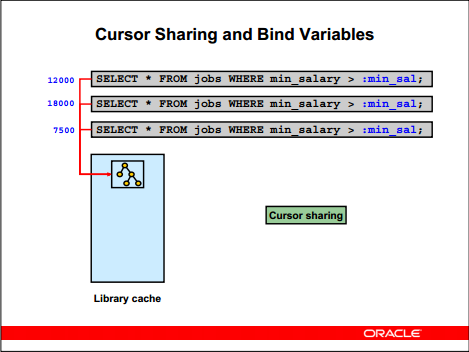 Cursor Sharing and Bind Variables
12000 SELECT * FROM jobs WHERE min_salary > :min_sal;
18000 SELECT * FROM jobs WHERE min_salary > :min_sal;
7500 SELECT * FROM jobs WHERE min_salary > :min_sal;
Cursor sharing
Library cache
ORACLE